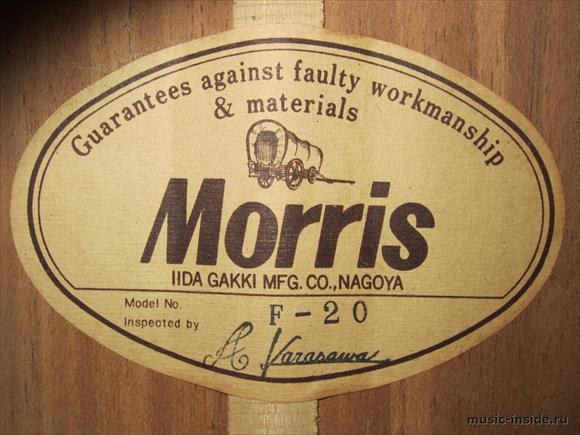 Guarantees against faulty workmanship
& materials
Morris
IIDA GAKKI MFG. CO., NAGOYA
Model No. F-20
Inspected by A Karasawa
music-inside.ru